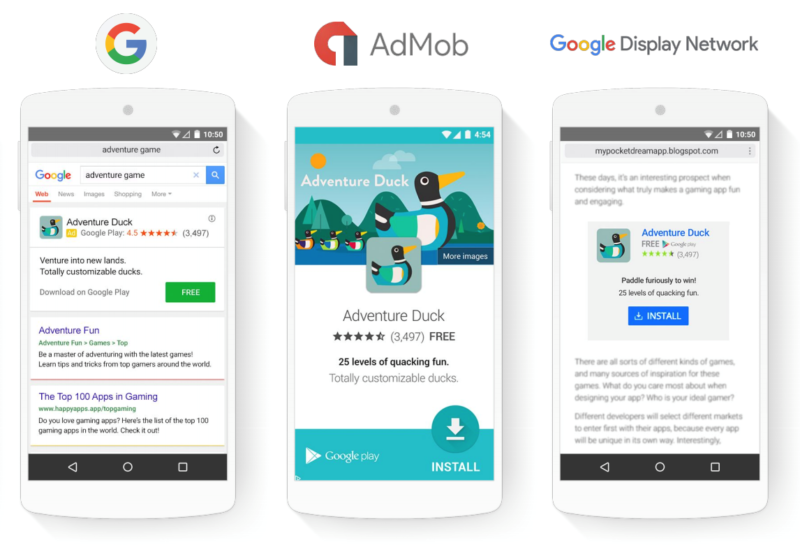 G
AdMob
Google Display Network
10:50
adventure game
Google
adventure game
Web News Images Shopping More
Adventure Duck
Ad Google Play: 4.5 (3,497)
Venture into new lands.
Totally customizable ducks.
Download on Google Play
FREE
Adventure Fun
Adventure Fun > Games > Top
Be a master of adventuring with the latest games!
Learn tips and tricks from top gamers around the world.
The Top 100 Apps in Gaming
www.happyapps.app/topgaming
Do you love gaming apps? Here's the list of the top 100
gaming apps in the world. Check it out!
4:54
Adventure Duck
More images
Adventure Duck
(3,497) FREE
25 levels of quacking fun.
Totally customizable ducks.
Google play
INSTALL
10:50
mypocketdreamapp.blogspot.com
These days, it's an interesting prospect when
considering what truly makes a gaming app fun
and engaging.
Adventure Duck
FREE Google play
(3,497)
Paddle furiously to win!
25 levels of quacking fun.
INSTALL
There are all sorts of different kinds of games,
and many sources of inspiration for these
games. What do you care most about when
designing your app? Who is your ideal gamer?
Different developers will select different markets
to enter first with their apps, because every app
will be unique in its own way. Interestingly,